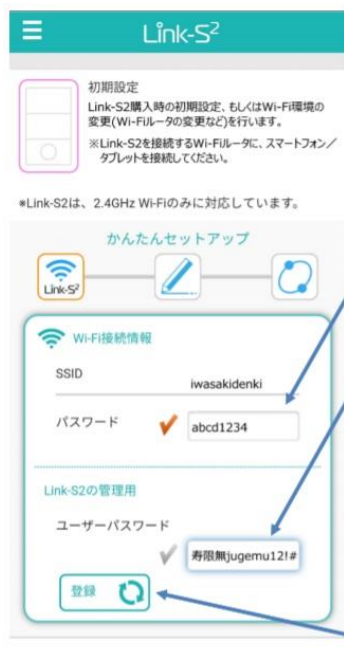 Link-S²
初期設定
Link-S2購入時の初期設定、もしくはWi-Fi環境の
変更(Wi-Fiルータの変更など)を行います。
※Link-S2を接続するWi-Fiルータに、スマートフォン/
タブレットを接続してください。
*Link-S2は、2.4GHz Wi-Fiのみに対応しています。
かんたんセットアップ
Link-S²
Wi-Fi接続情報
SSID
iwasakidenki
パスワード
abcd1234
Link-S2の管理用
ユーザーパスワード
寿限無jugemu12!#
登録